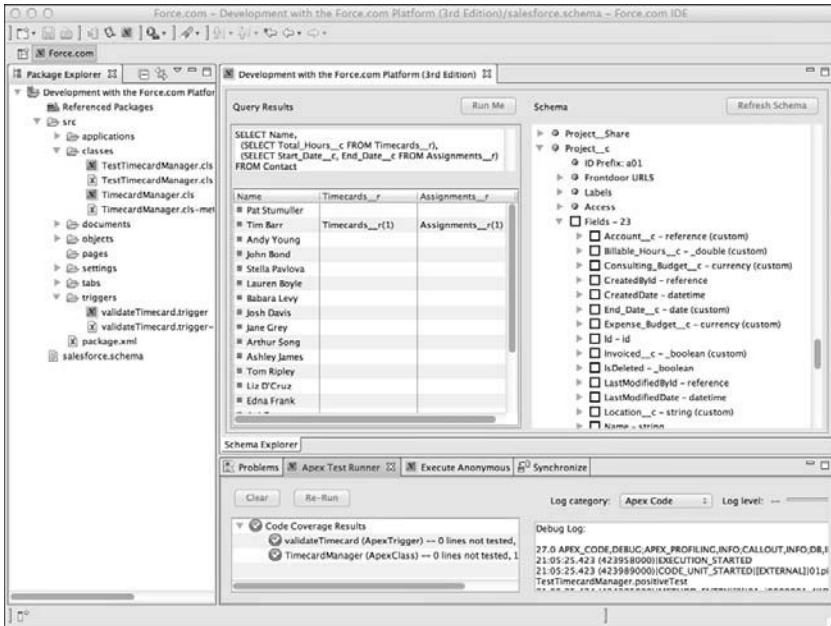 Force.com – Development with the Force.com Platform (3rd Edition)/salesforce.schema – Force.com IDE
Force.com
Package Explorer
Development with the Force.com Platfor
Referenced Packages
src
applications
classes
TestTimecardManager.cls
TestTimecardManager.cls
TimecardManager.cls
TimecardManager.cls-met
documents
objects
pages
settings
tabs
triggers
validateTimecard.trigger
validateTimecard.trigger-
package.xml
salesforce.schema
Development with the Force.com Platform (3rd Edition)
Query Results
Run Me
SELECT Name,
(SELECT Total_Hours__c FROM Timecards__r),
(SELECT Start_Date__c, End_Date__c FROM Assignments__r)
FROM Contact
Name Timecards__r Assignments__r
Pat Stumuller
Tim Barr Timecards__r(1) Assignments__r(1)
Andy Young
John Bond
Stella Pavlova
Lauren Boyle
Babara Levy
Josh Davis
Jane Grey
Arthur Song
Ashley James
Tom Ripley
Liz D'Cruz
Edna Frank
Schema
Refresh Schema
Project__Share
Project__c
ID Prefix: a01
Frontdoor URLS
Labels
Access
Fields – 23
Account__c – reference (custom)
Billable_Hours__c – _double (custom)
Consulting_Budget__c – currency (custom)
CreatedById – reference
CreatedDate – datetime
End_Date__c – date (custom)
Expense_Budget__c – currency (custom)
Id – id
Invoiced__c – _boolean (custom)
IsDeleted – _boolean
LastModifiedById – reference
LastModifiedDate – datetime
Location__c – string (custom)
Name – string
Schema Explorer
Problems Apex Test Runner Execute Anonymous Synchronize
Clear Re-Run
Log category: Apex Code Log level: --
Code Coverage Results
validateTimecard (ApexTrigger) -- 0 lines not tested,
TimecardManager (ApexClass) -- 0 lines not tested, 1
Debug Log:
27.0 APEX_CODE,DEBUG;APEX_PROFILING,INFO;CALLOUT,INFO;DB,I
21:05:25.423 (423958000)|EXECUTION_STARTED
21:05:25.423 (423989000)|CODE_UNIT_STARTED|[EXTERNAL]|01pi
TestTimecardManager.positiveTest